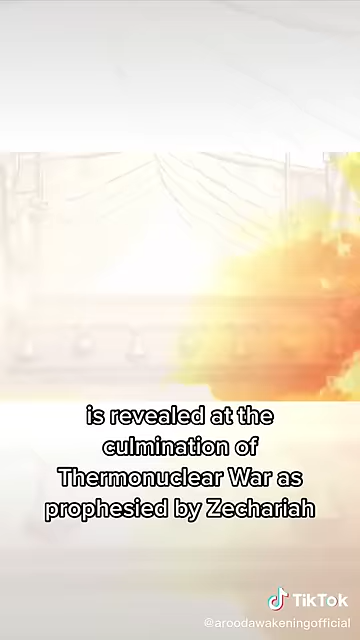 is revealed at the
culmination of
Thermonuclear War as
prophesied by Zechariah
TikTok
@aroodawakeningofficial